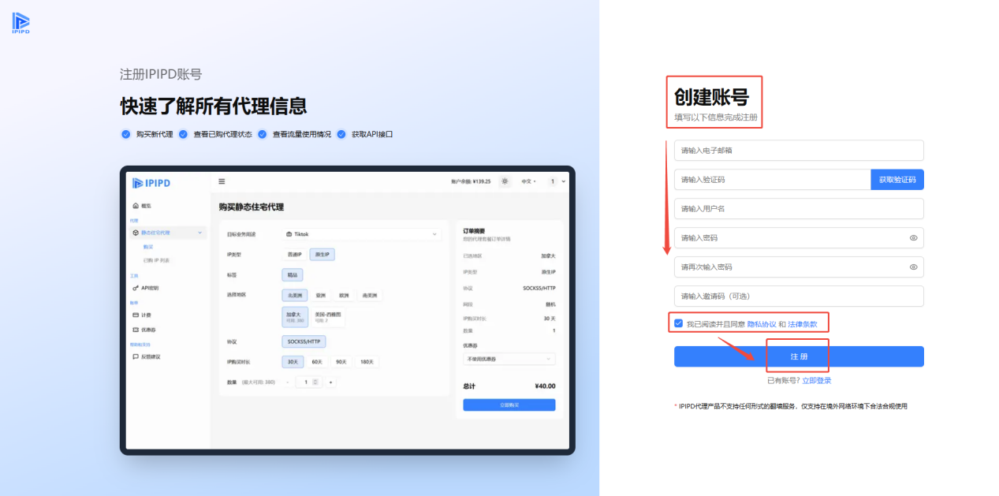 IPIPD
注册IPIPD账号
快速了解所有代理信息
购买新代理 查看已购代理状态 查看流量使用情况 获取API接口
IPIPD
账户余额: ¥139.25 中文 1
概览
代理
静态住宅代理
购买
已购 IP 列表
工具
API密钥
账单
计费
优惠券
帮助和支持
反馈建议
购买静态住宅代理
目标业务用途 Tiktok
IP类型 普通IP 原生IP
标签 精品
选择地区 北美洲 亚洲 欧洲 南美洲
加拿大 美国-西雅图
可用: 380 可用: 2
协议 SOCKS5/HTTP
IP购买时长 30天 60天 90天 180天
数量 (最大可用: 380) - 1 +
订单摘要
您的代理套餐订单详情
已选地区 加拿大
IP类型 原生IP
协议 SOCKS5/HTTP
网段 随机
IP购买时长 30 天
数量 1
优惠券
不使用优惠券
总计 ¥40.00
立即购买
创建账号
填写以下信息完成注册
请输入电子邮箱
请输入验证码 获取验证码
请输入用户名
请输入密码
请再次输入密码
请输入邀请码（可选）
我已阅读并且同意 隐私协议 和 法律条款
注 册
已有账号? 立即登录
* IPIPD代理产品不支持任何形式的翻墙服务，仅支持在境外网络环境下合法合规使用